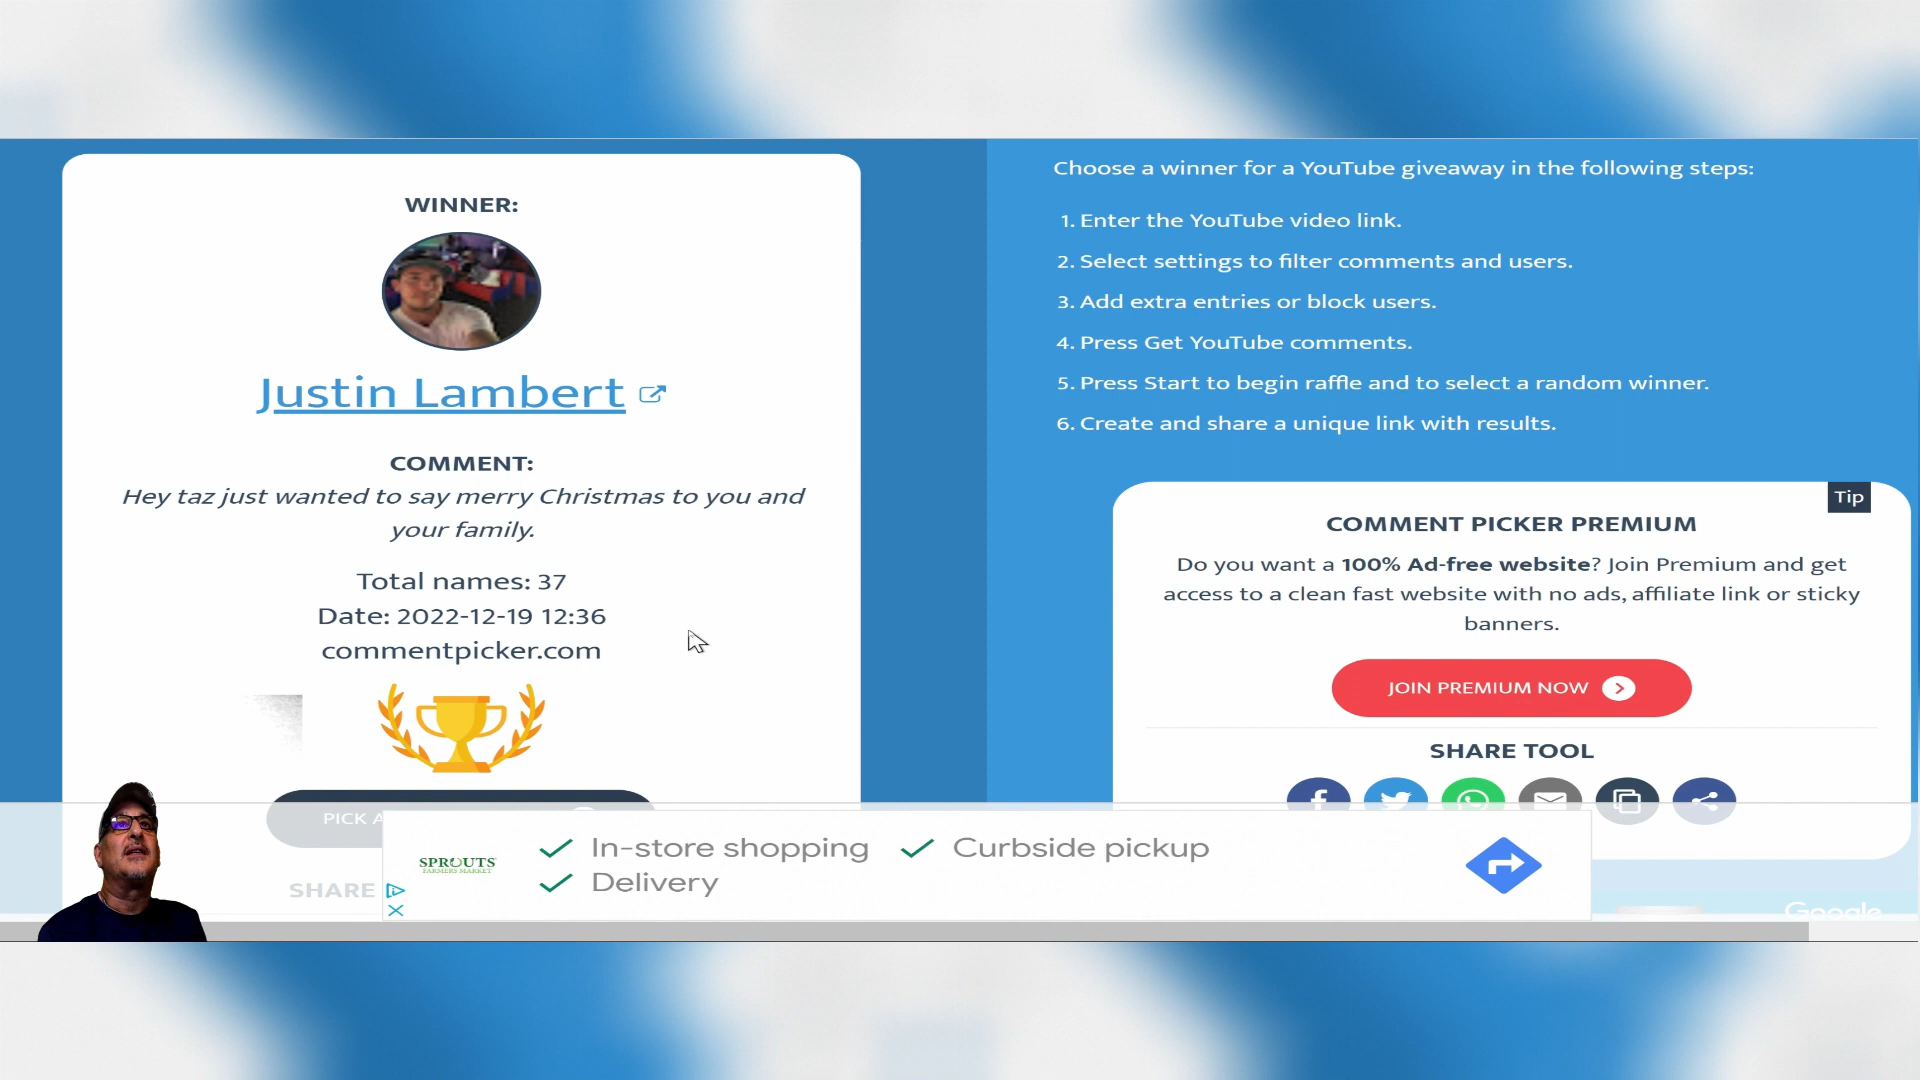 WINNER:
Justin Lambert
COMMENT:
Hey taz just wanted to say merry Christmas to you and
your family.
Total names: 37
Date: 2022-12-19 12:36
commentpicker.com
PICK A
SHARE
Choose a winner for a YouTube giveaway in the following steps:
1. Enter the YouTube video link.
2. Select settings to filter comments and users.
3. Add extra entries or block users.
4. Press Get YouTube comments.
5. Press Start to begin raffle and to select a random winner.
6. Create and share a unique link with results.
Tip
COMMENT PICKER PREMIUM
Do you want a 100% Ad-free website? Join Premium and get
access to a clean fast website with no ads, affiliate link or sticky
banners.
JOIN PREMIUM NOW
SHARE TOOL
SPROUTS
FARMERS MARKET
In-store shopping
Curbside pickup
Delivery
Google